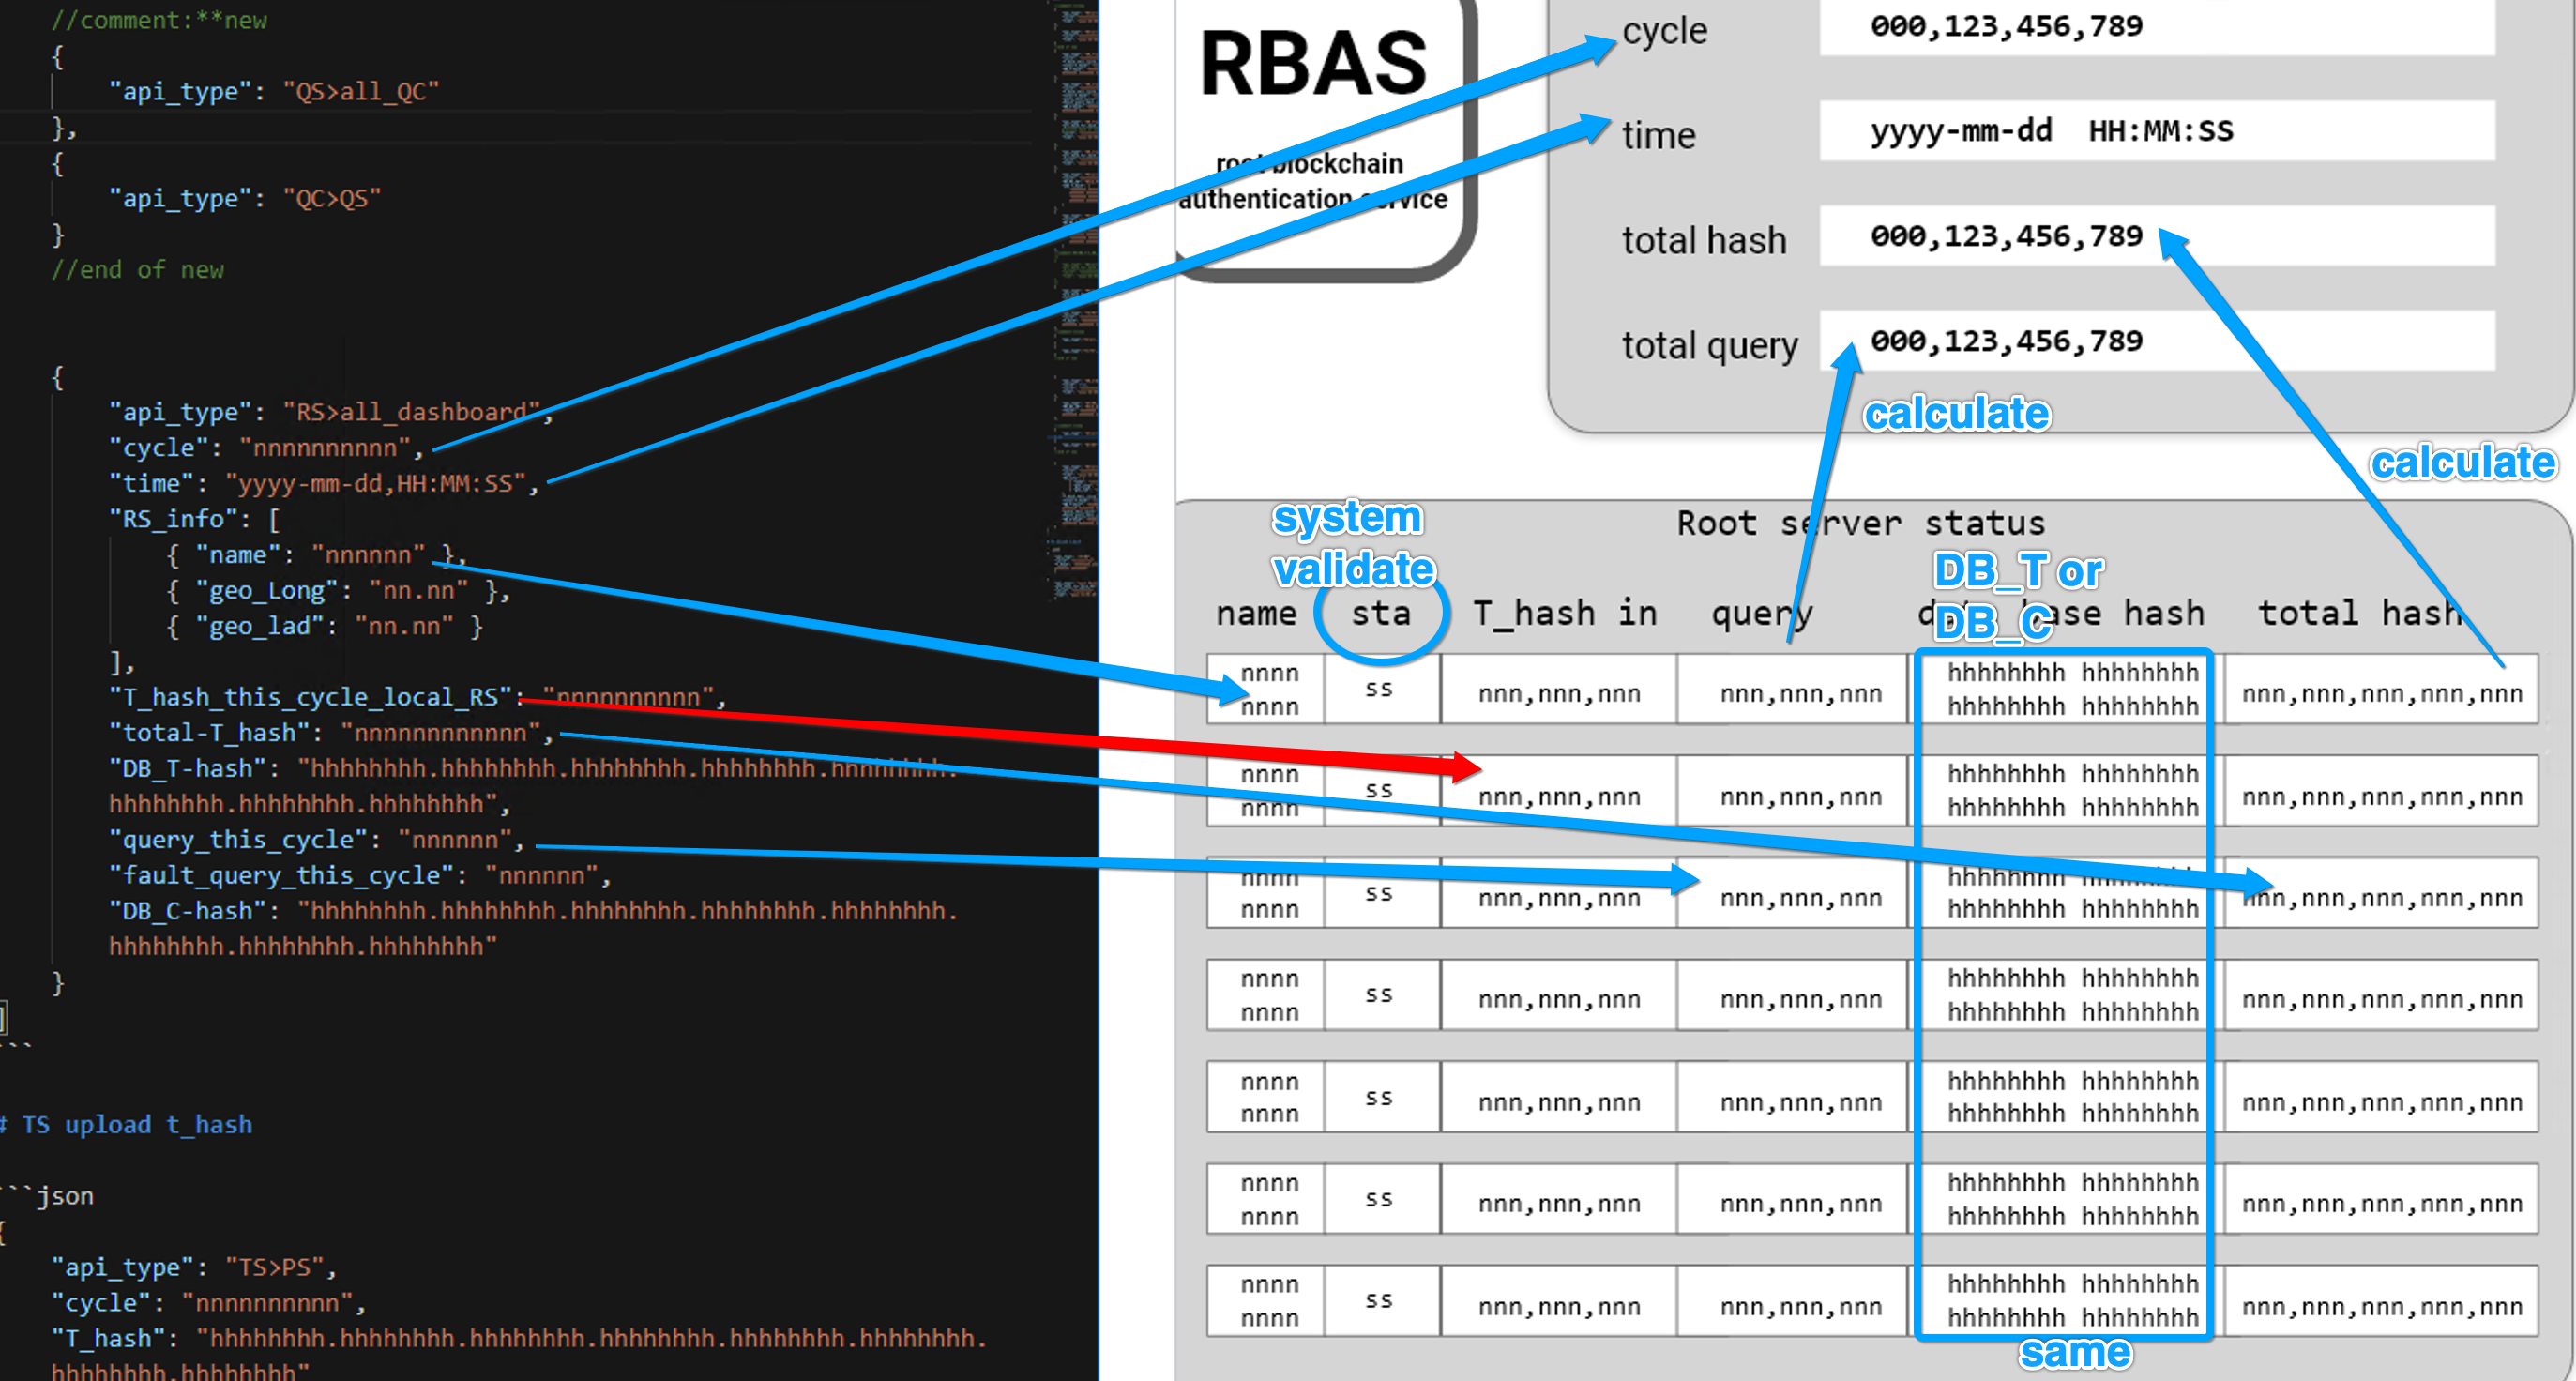 //comment:**new
{
"api_type": "QS>all_QC"
},
{
"api_type": "QC>QS"
}
//end of new
{
"api_type": "RS>all_dashboard",
"cycle": "nnnnnnnnnn",
"time": "yyyy-mm-dd,HH:MM:SS",
"RS_info": [
{ "name": "nnnnnn" },
{ "geo_Long": "nn.nn" },
{ "geo_lad": "nn.nn" }
],
"T_hash_this_cycle_local_RS": "nnnnnnnnnn",
"total-T_hash": "nnnnnnnnnnnn",
"DB_T-hash": "hhhhhhhh.hhhhhhhh.hhhhhhhh.hhhhhhhh.hhhhhhhh.
hhhhhhhh.hhhhhhhh.hhhhhhhh",
"query_this_cycle": "nnnnnn",
"fault_query_this_cycle": "nnnnnn",
"DB_C-hash": "hhhhhhhh.hhhhhhhh.hhhhhhhh.hhhhhhhh.hhhhhhhh.
hhhhhhhh.hhhhhhhh.hhhhhhhh"
}
]
```
# TS upload t_hash
```json
{
"api_type": "TS>PS",
"cycle": "nnnnnnnnnn",
"T_hash": "hhhhhhhh.hhhhhhhh.hhhhhhhh.hhhhhhhh.hhhhhhhh.hhhhhhhh.
hhhhhhhh.hhhhhhhh"
RBAS
root blockchain
authentication service
cycle 000,123,456,789
time yyyy-mm-dd HH:MM:SS
total hash 000,123,456,789
total query 000,123,456,789
calculate
calculate
Root server status
system
validate
DB_T or
DB_C
name sta T_hash in query data base hash total hash
nnnn hhhhhhhh hhhhhhhh
ss nnn,nnn,nnn nnn,nnn,nnn nnn,nnn,nnn,nnn,nnn
nnnn hhhhhhhh hhhhhhhh
nnnn hhhhhhhh hhhhhhhh
ss nnn,nnn,nnn nnn,nnn,nnn nnn,nnn,nnn,nnn,nnn
nnnn hhhhhhhh hhhhhhhh
nnnn hhhhhhhh hhhhhhhh
ss nnn,nnn,nnn nnn,nnn,nnn nnn,nnn,nnn,nnn,nnn
nnnn hhhhhhhh hhhhhhhh
nnnn hhhhhhhh hhhhhhhh
ss nnn,nnn,nnn nnn,nnn,nnn nnn,nnn,nnn,nnn,nnn
nnnn hhhhhhhh hhhhhhhh
nnnn hhhhhhhh hhhhhhhh
ss nnn,nnn,nnn nnn,nnn,nnn nnn,nnn,nnn,nnn,nnn
nnnn hhhhhhhh hhhhhhhh
nnnn hhhhhhhh hhhhhhhh
ss nnn,nnn,nnn nnn,nnn,nnn nnn,nnn,nnn,nnn,nnn
nnnn hhhhhhhh hhhhhhhh
nnnn hhhhhhhh hhhhhhhh
ss nnn,nnn,nnn nnn,nnn,nnn nnn,nnn,nnn,nnn,nnn
nnnn hhhhhhhh hhhhhhhh
same